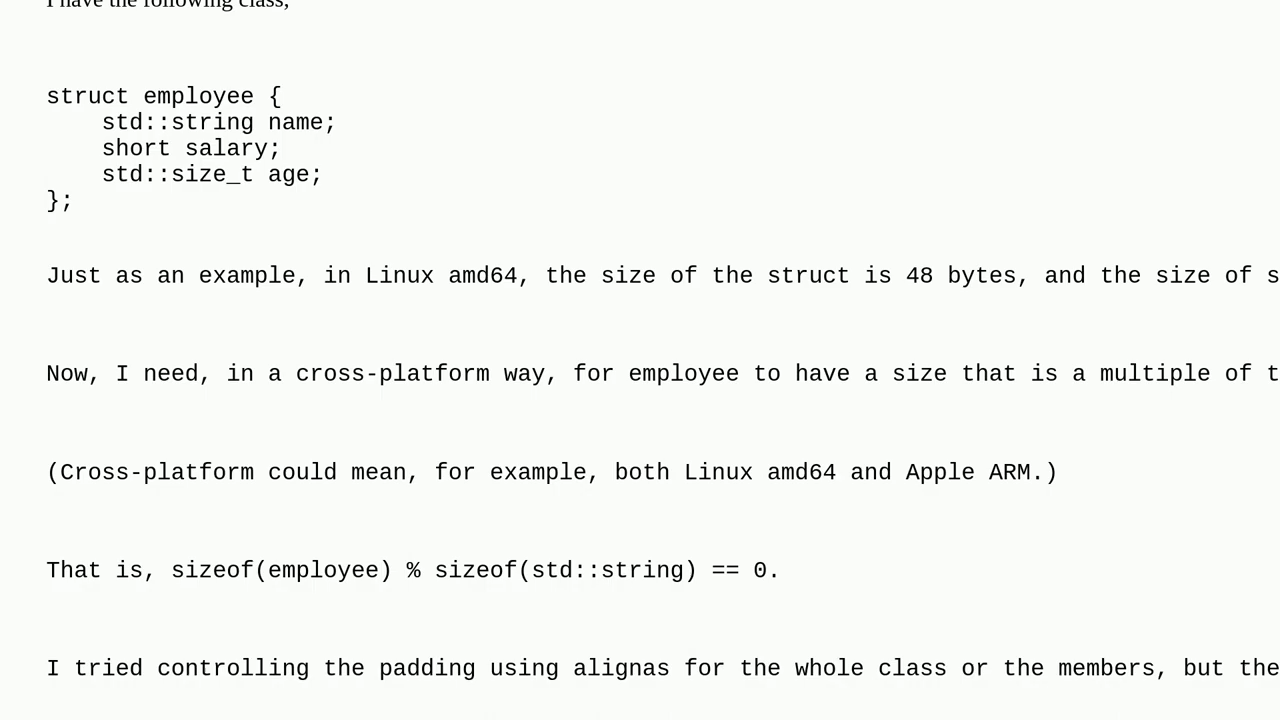 I have the following class,
struct employee {
    std::string name;
    short salary;
    std::size_t age;
};
Just as an example, in Linux amd64, the size of the struct is 48 bytes, and the size of s
Now, I need, in a cross-platform way, for employee to have a size that is a multiple of t
(Cross-platform could mean, for example, both Linux amd64 and Apple ARM.)
That is, sizeof(employee) % sizeof(std::string) == 0.
I tried controlling the padding using alignas for the whole class or the members, but the